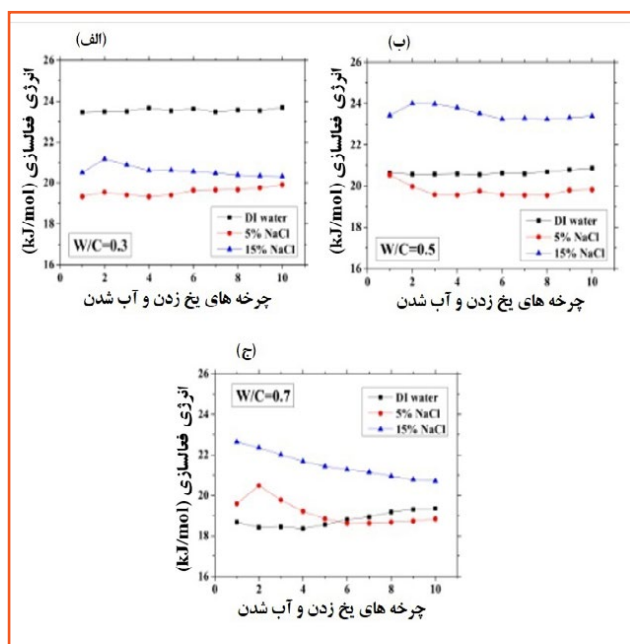 (الف)
انرژی فعالسازی (kJ/mol)
26
24
22
20
18
16
DI water
5% NaCl
15% NaCl
W/C=0.3
0 2 4 6 8 10
چرخه های یخ زدن و آب شدن
(ب)
انرژی فعالسازی (kJ/mol)
26
24
22
20
18
16
DI water
5% NaCl
15% NaCl
W/C=0.5
0 2 4 6 8 10
چرخه های یخ زدن و آب شدن
(ج)
انرژی فعالسازی (kJ/mol)
26
24
22
20
18
16
W/C=0.7
DI water
5% NaCl
15% NaCl
0 2 4 6 8 10
چرخه های یخ زدن و آب شدن